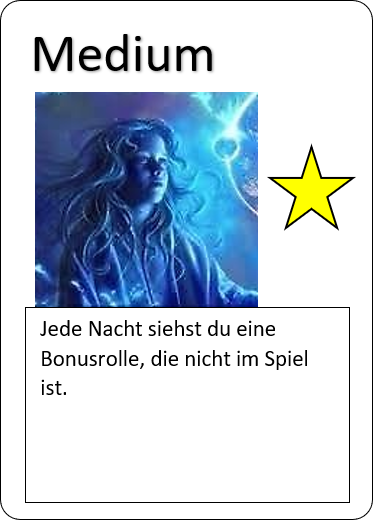 Medium
Jede Nacht siehst du eine
Bonusrolle, die nicht im Spiel
ist.